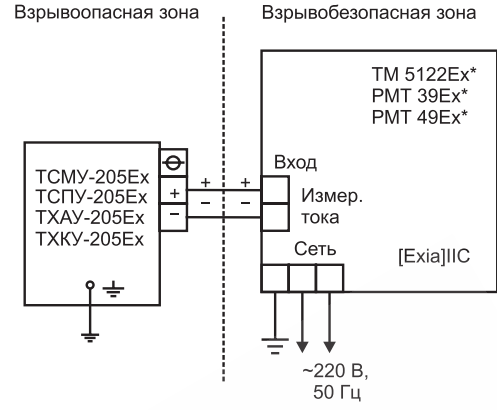 Взрывоопасная зона
Взрывобезопасная зона
ТМ 5122Ex*
РМТ 39Ex*
РМТ 49Ex*
ТСМУ-205Ex
ТСПУ-205Ex
ТХАУ-205Ex
ТХКУ-205Ex
+
−
+ +
− −
Вход
Измер.
тока
Сеть
[Exia]IIC
~220 В,
50 Гц